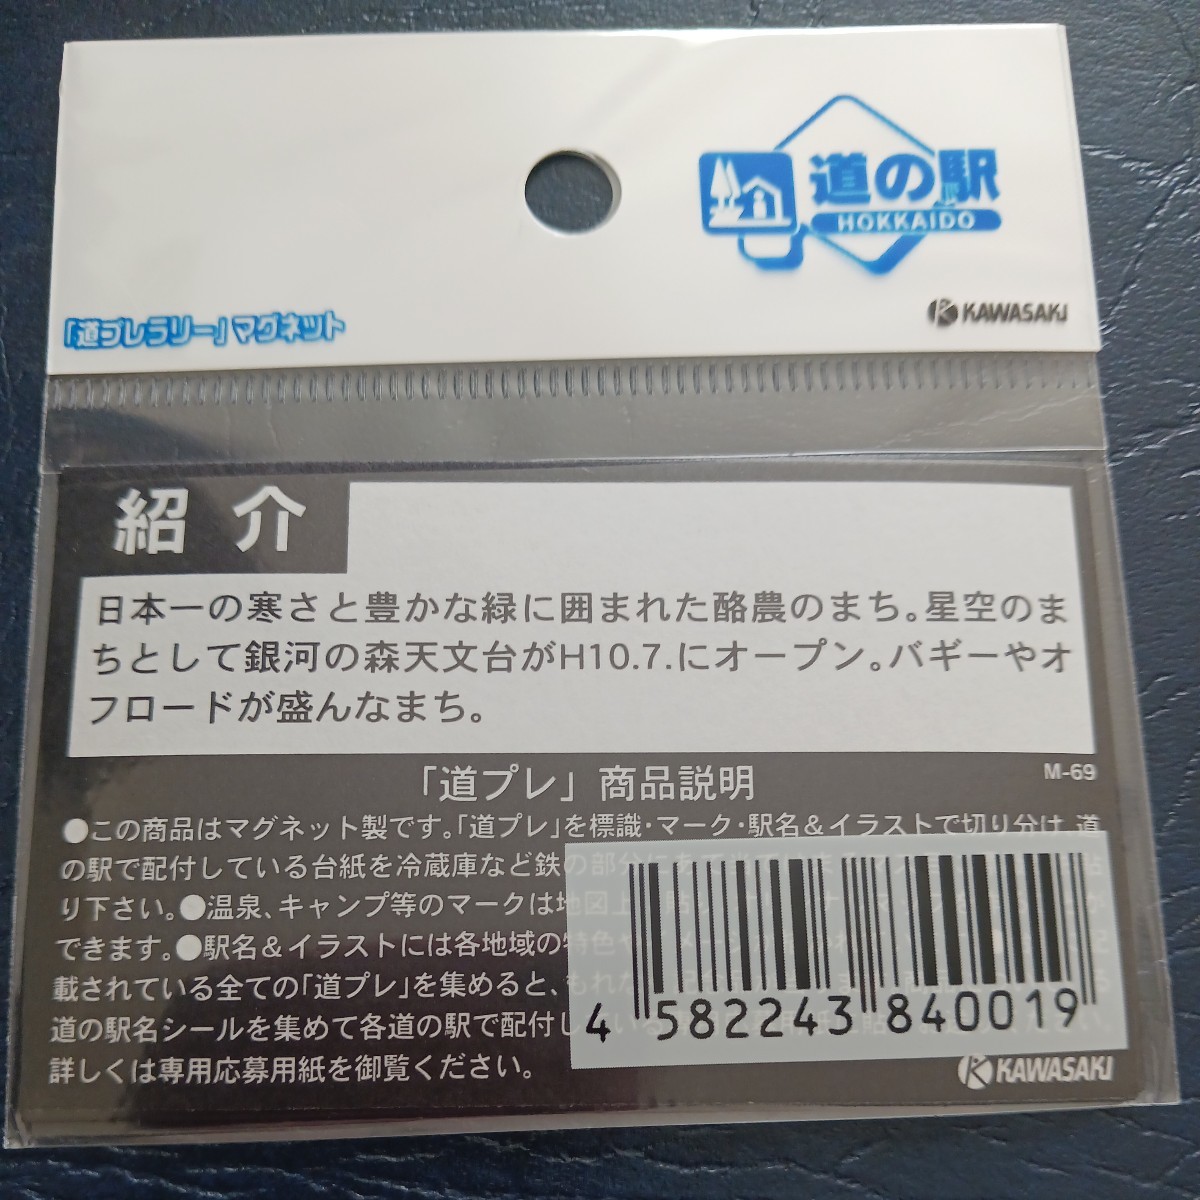 道の駅
HOKKAIDO
KAWASAKI
「道プレラリー」マグネット
紹介
日本一の寒さと豊かな緑に囲まれた酪農のまち。星空のま
ちとして銀河の森天文台がH10.7.にオープン。バギーやオ
フロードが盛んなまち。
「道プレ」商品説明
M-69
●この商品はマグネット製です。「道プレ」を標識・マーク・駅名&イラストで切り分け、道
の駅で配付している台紙を冷蔵庫など鉄の部分に
り下さい。●温泉、キャンプ等のマークは地図上
できます。●駅名&イラストには各地域の特色や
載されている全ての「道プレ」を集めると、もれな
道の駅名シールを集めて各道の駅で配付している
詳しくは専用応募用紙を御覧ください。
4 582243 840019
KAWASAKI